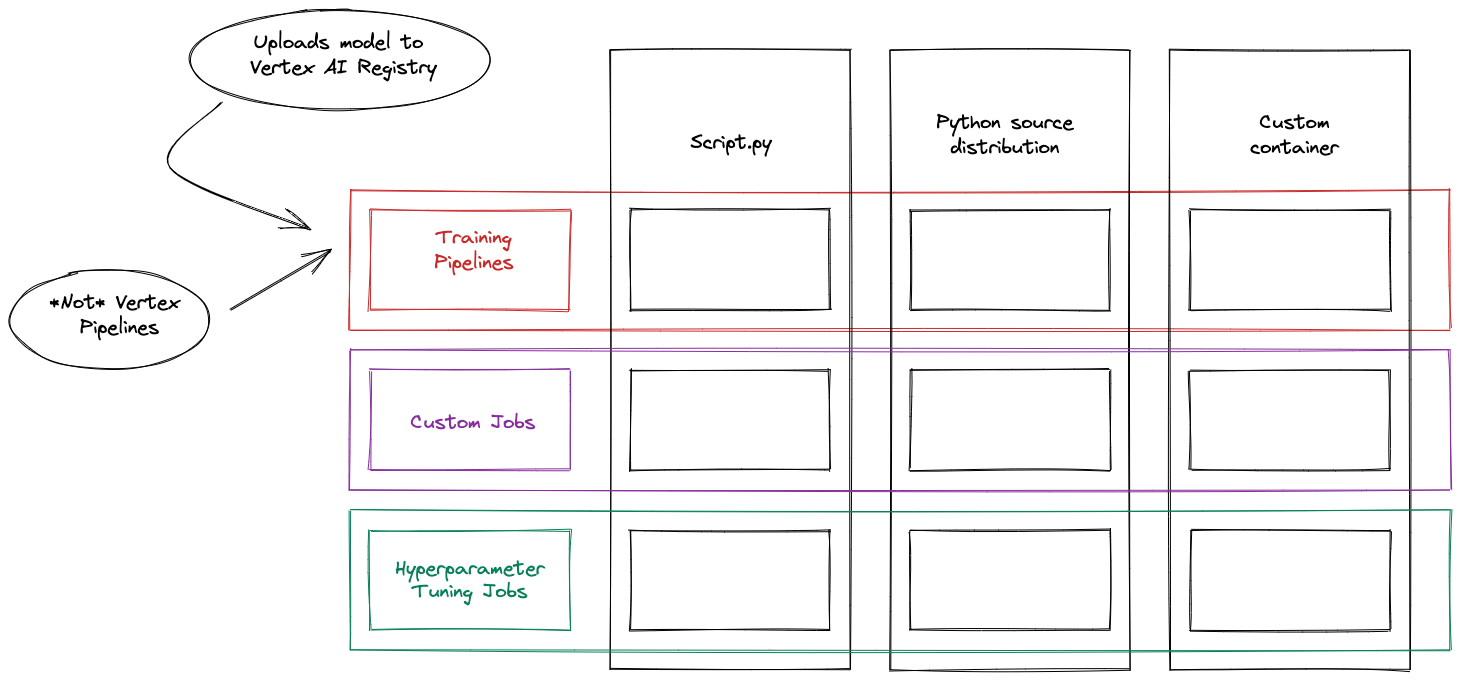 Uploads model to
Vertex AI Registry
Script.py
Python source
distribution
Custom
container
Training
Pipelines
*Not* Vertex
Pipelines
Custom Jobs
Hyperparameter
Tuning Jobs